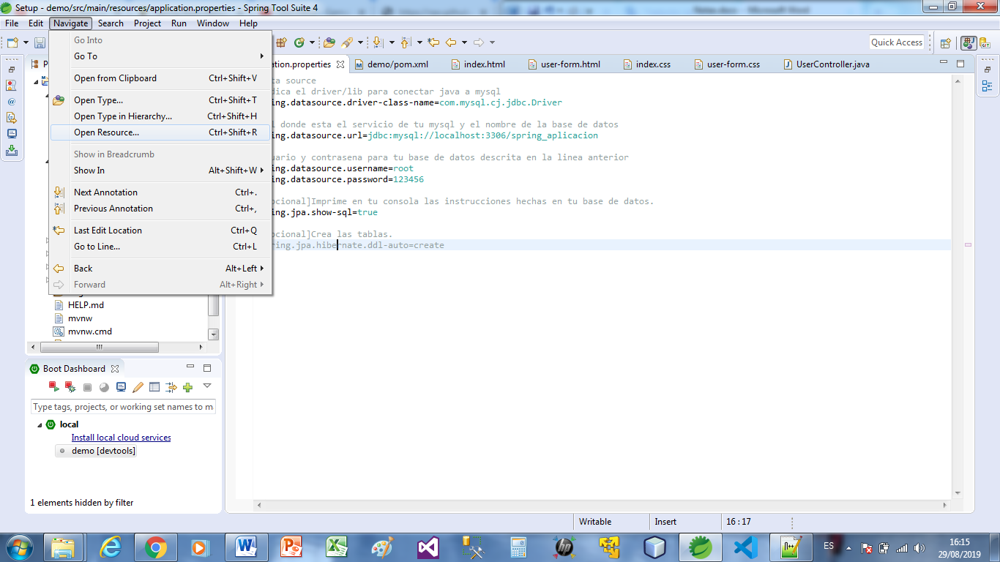 Setup - demo/src/main/resources/application.properties - Spring Tool Suite 4
File Edit Navigate Search Project Run Window Help
Quick Access
Go Into
Go To
Open from Clipboard Ctrl+Shift+V
Open Type... Ctrl+Shift+T
Open Type in Hierarchy... Ctrl+Shift+H
Open Resource... Ctrl+Shift+R
Show in Breadcrumb
Show In Alt+Shift+W
Next Annotation Ctrl+.
Previous Annotation Ctrl+,
Last Edit Location Ctrl+Q
Go to Line... Ctrl+L
Back Alt+Left
Forward Alt+Right
P
HELP.md
mvnw
mvnw.cmd
ation.properties demo/pom.xml index.html user-form.html index.css user-form.css UserController.java
ta source
dica el driver/lib para conectar java a mysql
ing.datasource.driver-class-name=com.mysql.cj.jdbc.Driver
l donde esta el servicio de tu mysql y el nombre de la base de datos
ing.datasource.url=jdbc:mysql://localhost:3306/spring_aplicacion
uario y contrasena para tu base de datos descrita en la linea anterior
ing.datasource.username=root
ing.datasource.password=123456
pcional]Imprime en tu consola las instrucciones hechas en tu base de datos.
ing.jpa.show-sql=true
pcional]Crea las tablas.
ring.jpa.hibernate.ddl-auto=create
Boot Dashboard
Type tags, projects, or working set names to m
local
Install local cloud services
demo [devtools]
1 elements hidden by filter
Writable Insert 16 : 17
ES
16:15
29/08/2019